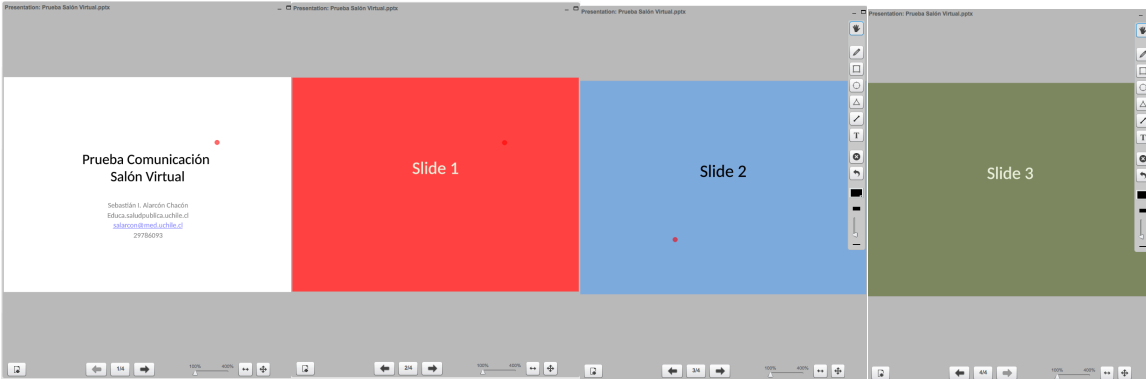 Presentation: Prueba Salón Virtual.pptx
Prueba Comunicación
Salón Virtual
Sebastián I. Alarcón Chacón
Educa.saludpublica.uchile.cl
salarcon@med.uchile.cl
29786093
1/4
100%
400%
Presentation: Prueba Salón Virtual.pptx
Slide 1
2/4
100%
400%
Presentation: Prueba Salón Virtual.pptx
Slide 2
T
3/4
100%
400%
Presentation: Prueba Salón Virtual.pptx
Slide 3
T
4/4
100%
400%